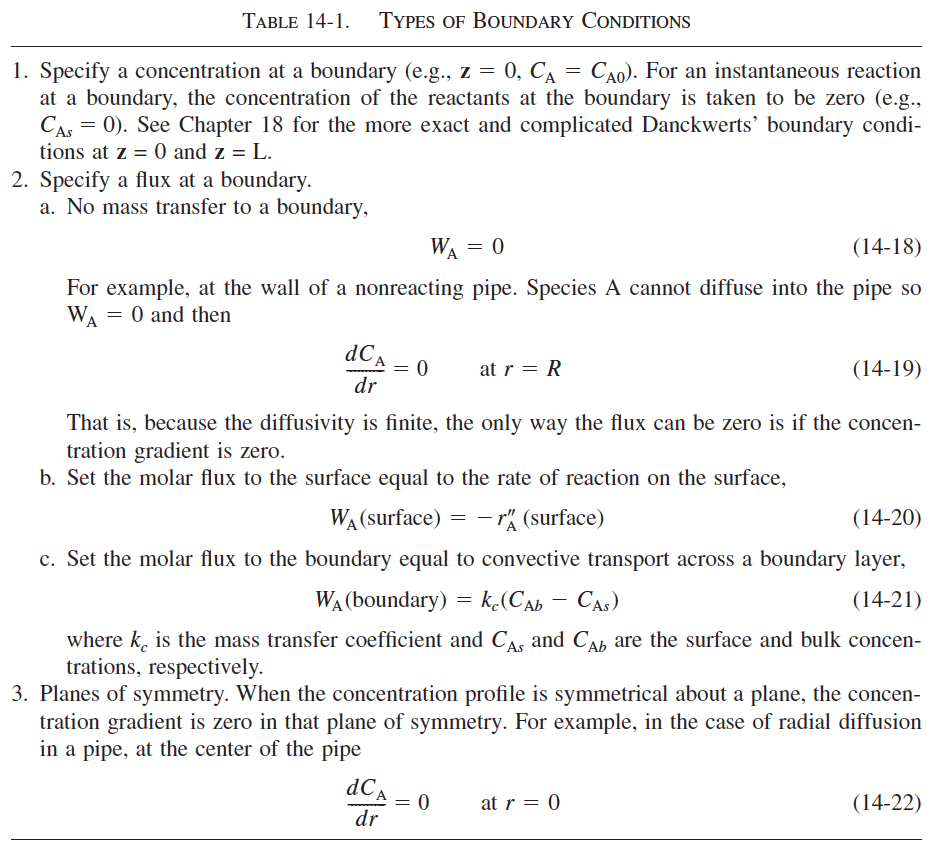 TABLE 14-1. TYPES OF BOUNDARY CONDITIONS
1. Specify a concentration at a boundary (e.g., z = 0, C_A = C_A0). For an instantaneous reaction
at a boundary, the concentration of the reactants at the boundary is taken to be zero (e.g.,
C_As = 0). See Chapter 18 for the more exact and complicated Danckwerts’ boundary condi-
tions at z = 0 and z = L.
2. Specify a flux at a boundary.
a. No mass transfer to a boundary,
W_A = 0 (14-18)
For example, at the wall of a nonreacting pipe. Species A cannot diffuse into the pipe so
W_A = 0 and then
dC_A/dr = 0 at r = R (14-19)
That is, because the diffusivity is finite, the only way the flux can be zero is if the concen-
tration gradient is zero.
b. Set the molar flux to the surface equal to the rate of reaction on the surface,
W_A(surface) = −r″_A (surface) (14-20)
c. Set the molar flux to the boundary equal to convective transport across a boundary layer,
W_A(boundary) = k_c(C_Ab − C_As) (14-21)
where k_c is the mass transfer coefficient and C_As and C_Ab are the surface and bulk concen-
trations, respectively.
3. Planes of symmetry. When the concentration profile is symmetrical about a plane, the concen-
tration gradient is zero in that plane of symmetry. For example, in the case of radial diffusion
in a pipe, at the center of the pipe
dC_A/dr = 0 at r = 0 (14-22)